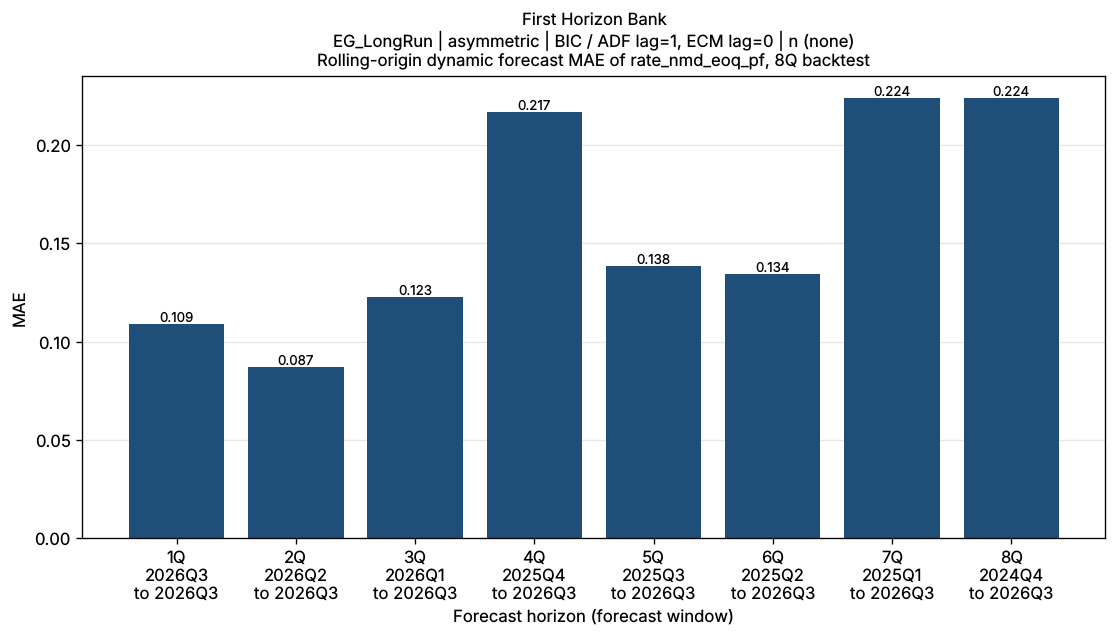 First Horizon Bank
EG_LongRun | asymmetric | BIC / ADF lag=1, ECM lag=0 | n (none)
Rolling-origin dynamic forecast MAE of rate_nmd_eoq_pf, 8Q backtest
MAE
0.20
0.15
0.10
0.05
0.00
0.109
0.087
0.123
0.217
0.138
0.134
0.224
0.224
1Q
2026Q3
to 2026Q3
2Q
2026Q2
to 2026Q3
3Q
2026Q1
to 2026Q3
4Q
2025Q4
to 2026Q3
5Q
2025Q3
to 2026Q3
6Q
2025Q2
to 2026Q3
7Q
2025Q1
to 2026Q3
8Q
2024Q4
to 2026Q3
Forecast horizon (forecast window)